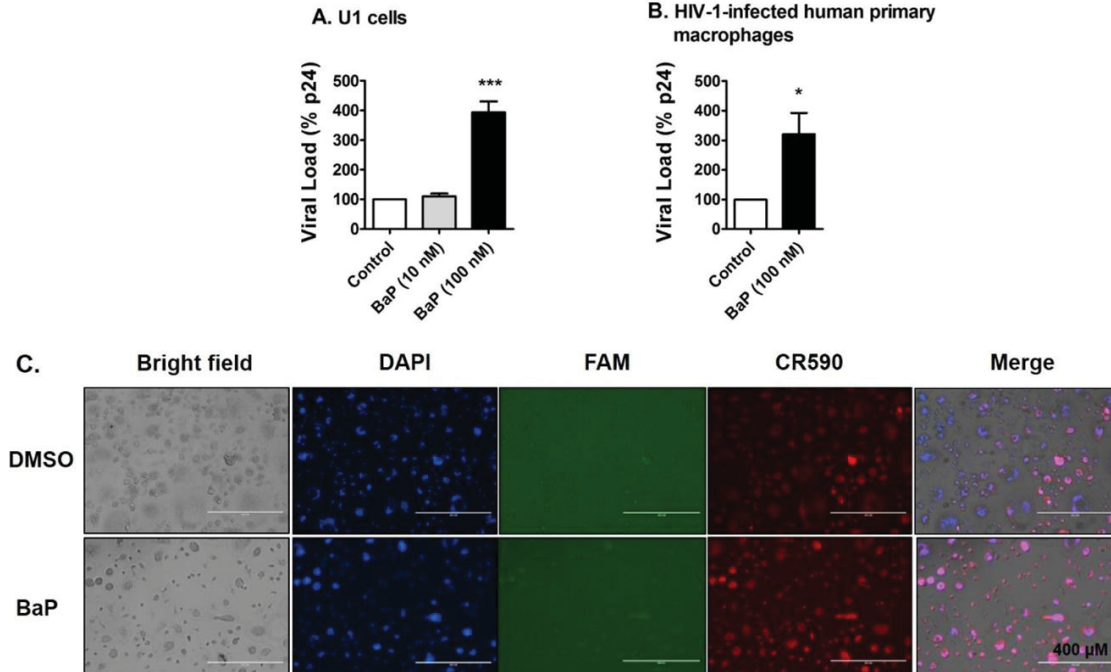 A. U1 cells
Viral Load (% p24)
500
400
300
200
100
0
***
Control
BaP (10 nM)
BaP (100 nM)
B. HIV-1-infected human primary
macrophages
Viral Load (% p24)
500
400
300
200
100
0
*
Control
BaP (100 nM)
C.
Bright field
DAPI
FAM
CR590
Merge
DMSO
BaP
400 µM